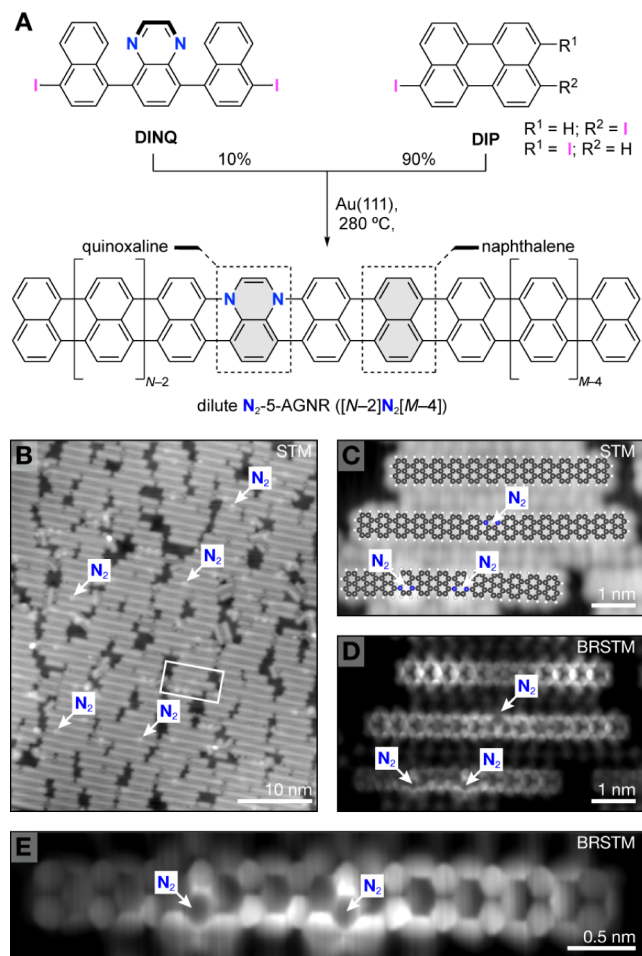 A
N N
I I
DINQ
R¹
I R²
DIP
R¹ = H; R² = I
R¹ = I; R² = H
10% 90%
Au(111),
280 ºC,
quinoxaline naphthalene
N N
N–2 M–4
dilute N₂-5-AGNR ([N–2]N₂[M–4])
B STM
N₂
N₂
N₂
N₂
N₂
10 nm
C STM
N₂
N₂ N₂
1 nm
D BRSTM
N₂
N₂ N₂
1 nm
E BRSTM
N₂ N₂
0.5 nm